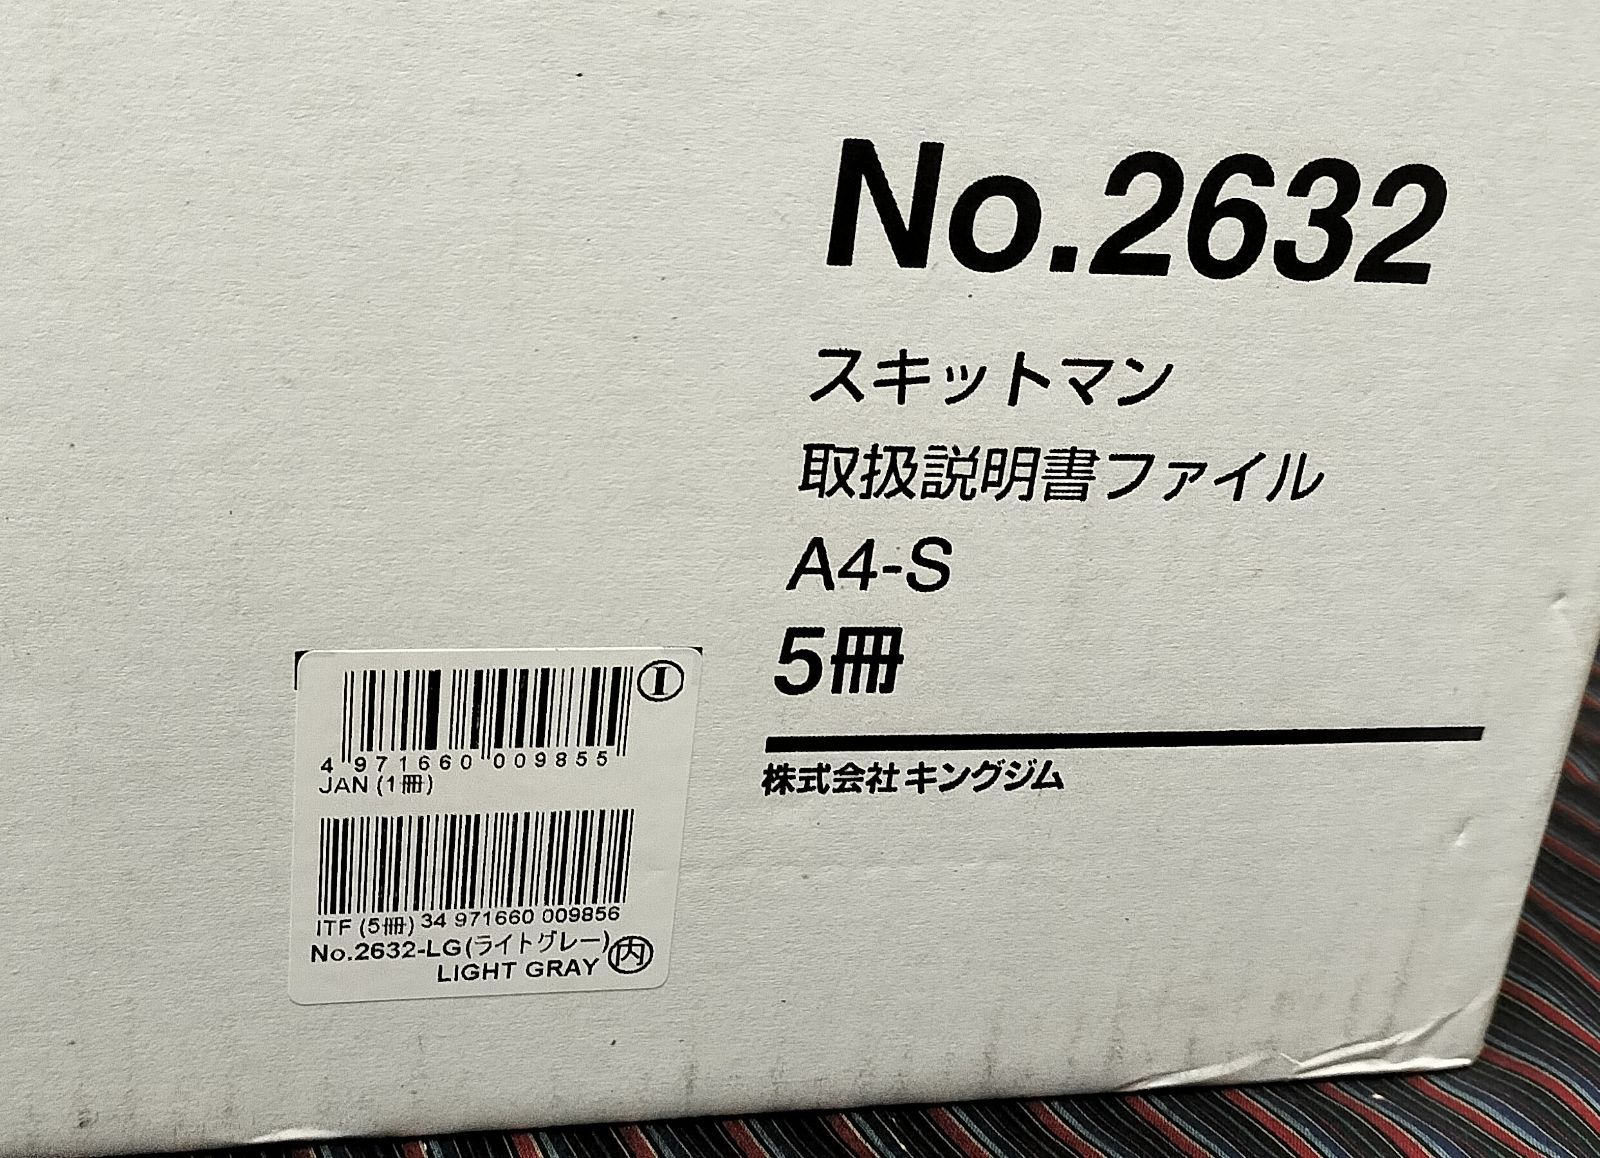 No.2632
スキットマン
取扱説明書ファイル
A4-S
5冊
株式会社キングジム
I
4 971660 009855
JAN (1冊)
ITF (5冊) 34 971660 009856
No.2632-LG(ライトグレー)
LIGHT GRAY 内